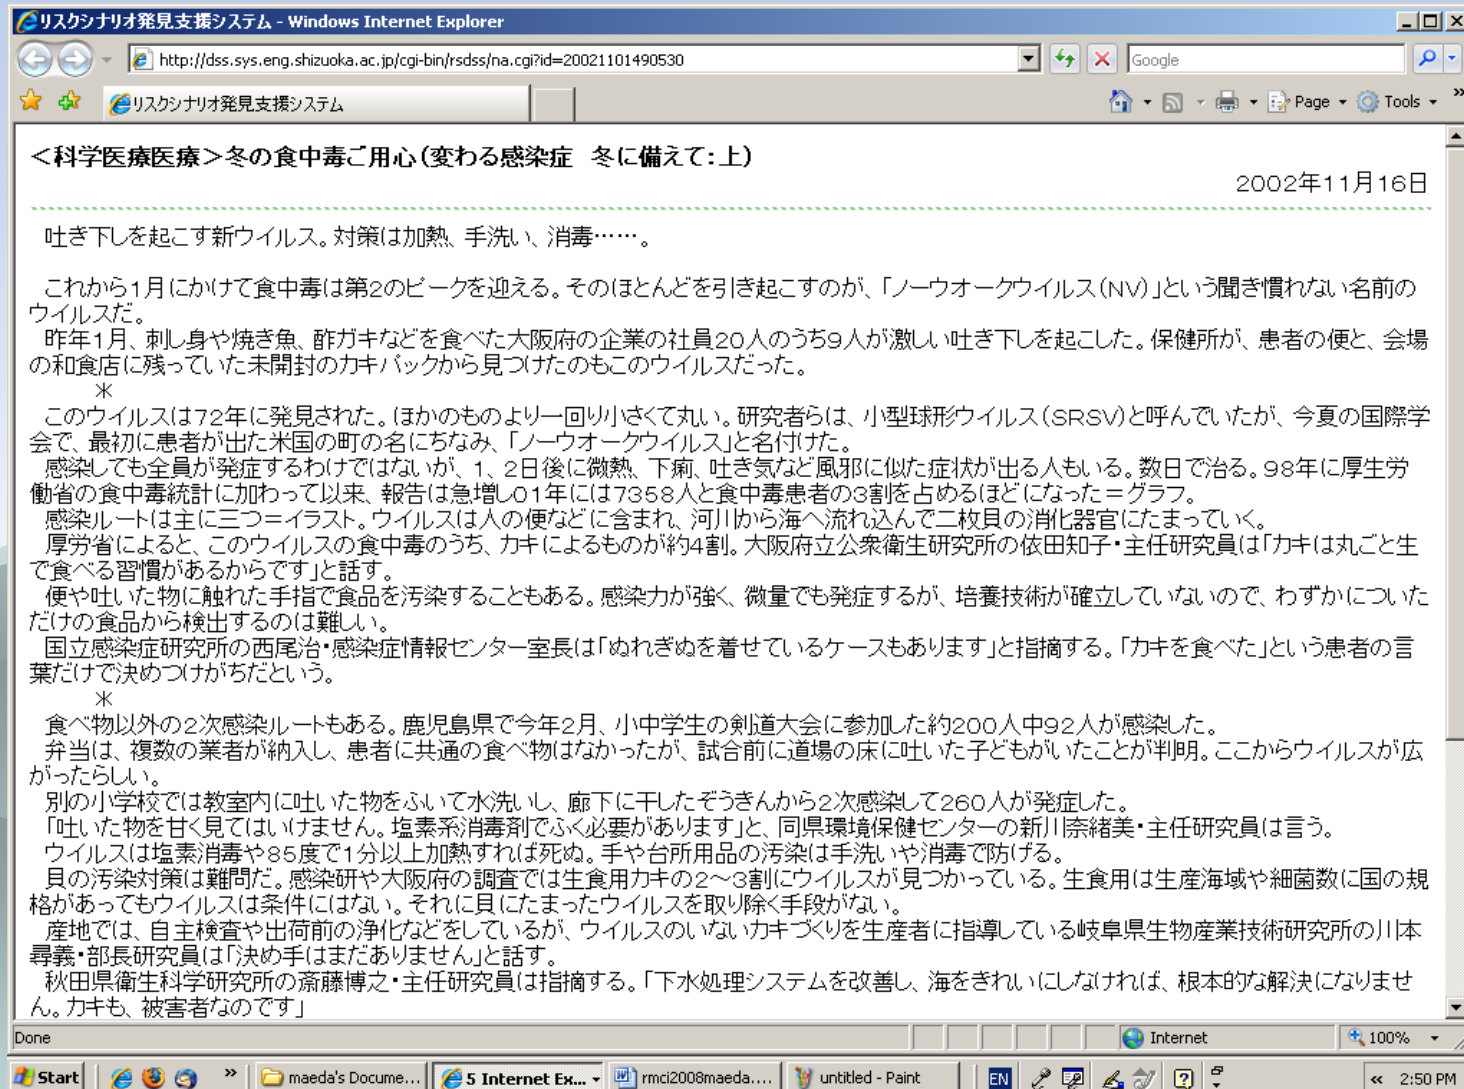 リスクシナリオ発見支援システム - Windows Internet Explorer
http://dss.sys.eng.shizuoka.ac.jp/cgi-bin/rsdss/na.cgi?id=20021101490530
Google
リスクシナリオ発見支援システム
Page
Tools
»
＜科学医療医療＞冬の食中毒ご用心（変わる感染症　冬に備えて：上）
2002年11月16日
吐き下しを起こす新ウイルス。対策は加熱、手洗い、消毒……。
これから1月にかけて食中毒は第2のピークを迎える。そのほとんどを引き起こすのが、「ノーウオークウイルス（NV）」という聞き慣れない名前の
ウイルスだ。
昨年1月、刺し身や焼き魚、酢ガキなどを食べた大阪府の企業の社員20人のうち9人が激しい吐き下しを起こした。保健所が、患者の便と、会場
の和食店に残っていた未開封のカキパックから見つけたのもこのウイルスだった。
＊
このウイルスは72年に発見された。ほかのものより一回り小さくて丸い。研究者らは、小型球形ウイルス（SRSV）と呼んでいたが、今夏の国際学
会で、最初に患者が出た米国の町の名にちなみ、「ノーウオークウイルス」と名付けた。
感染しても全員が発症するわけではないが、1、2日後に微熱、下痢、吐き気など風邪に似た症状が出る人もいる。数日で治る。98年に厚生労
働省の食中毒統計に加わって以来、報告は急増し01年には7358人と食中毒患者の3割を占めるほどになった＝グラフ。
感染ルートは主に三つ＝イラスト。ウイルスは人の便などに含まれ、河川から海へ流れ込んで二枚貝の消化器官にたまっていく。
厚労省によると、このウイルスの食中毒のうち、カキによるものが約4割。大阪府立公衆衛生研究所の依田知子・主任研究員は「カキは丸ごと生
で食べる習慣があるからです」と話す。
便や吐いた物に触れた手指で食品を汚染することもある。感染力が強く、微量でも発症するが、培養技術が確立していないので、わずかについた
だけの食品から検出するのは難しい。
国立感染症研究所の西尾治・感染症情報センター室長は「ぬれぎぬを着せているケースもあります」と指摘する。「カキを食べた」という患者の言
葉だけで決めつけがちだという。
＊
食べ物以外の2次感染ルートもある。鹿児島県で今年2月、小中学生の剣道大会に参加した約200人中92人が感染した。
弁当は、複数の業者が納入し、患者に共通の食べ物はなかったが、試合前に道場の床に吐いた子どもがいたことが判明。ここからウイルスが広
がったらしい。
別の小学校では教室内に吐いた物をふいて水洗いし、廊下に干したぞうきんから2次感染して260人が発症した。
「吐いた物を甘く見てはいけません。塩素系消毒剤でふく必要があります」と、同県環境保健センターの新川奈緒美・主任研究員は言う。
ウイルスは塩素消毒や85度で1分以上加熱すれば死ぬ。手や台所用品の汚染は手洗いや消毒で防げる。
貝の汚染対策は難問だ。感染研や大阪府の調査では生食用カキの2～3割にウイルスが見つかっている。生食用は生産海域や細菌数に国の規
格があってもウイルスは条件にはない。それに貝にたまったウイルスを取り除く手段がない。
産地では、自主検査や出荷前の浄化などをしているが、ウイルスのいないカキづくりを生産者に指導している岐阜県生物産業技術研究所の川本
尋義・部長研究員は「決め手はまだありません」と話す。
秋田県衛生科学研究所の斎藤博之・主任研究員は指摘する。「下水処理システムを改善し、海をきれいにしなければ、根本的な解決になりませ
ん。カキも、被害者なのです」
Done
Internet
100%
Start
»
maeda's Docume...
5 Internet Ex...
rmci2008maeda....
untitled - Paint
EN
«
2:50 PM